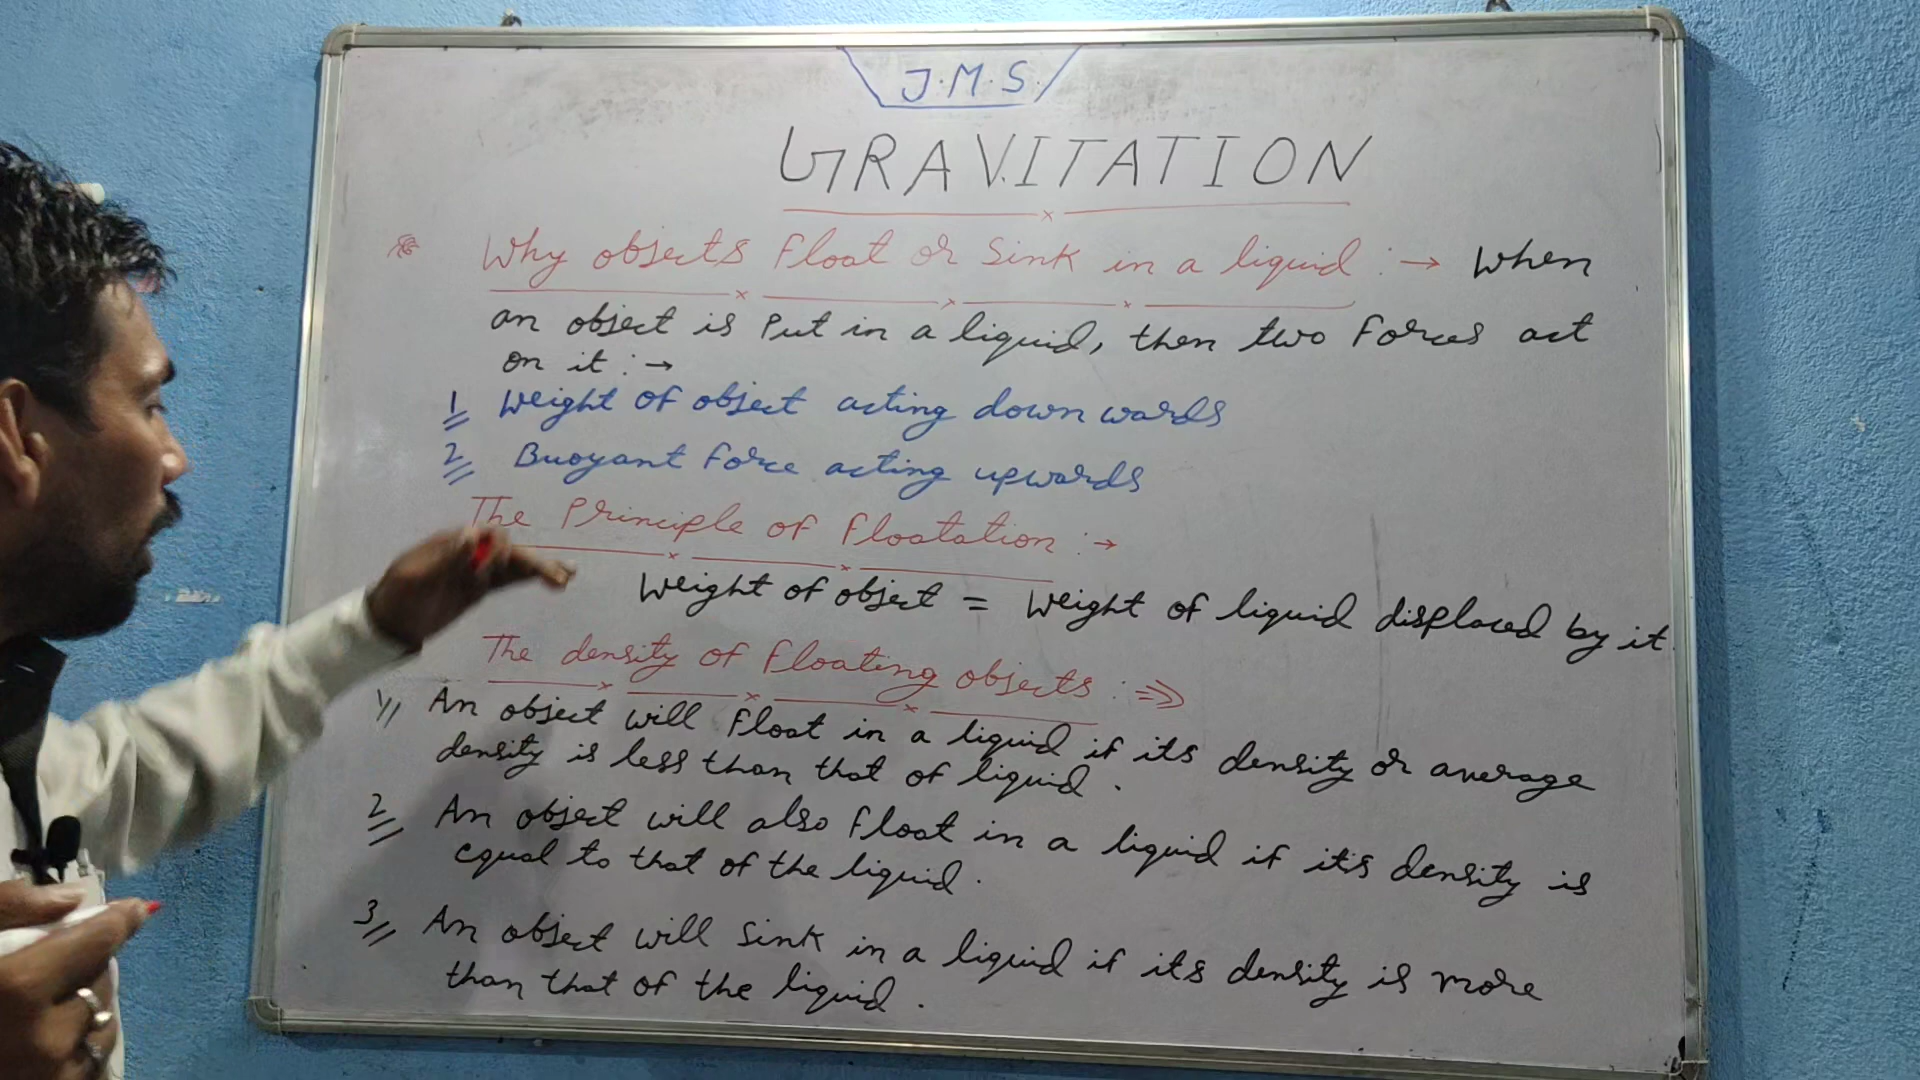 J.M.S.
GRAVITATION
Why objects float or sink in a liquid :→ When
an object is put in a liquid, then two forces act
on it :→
1 Weight of object acting down wards
2 Buoyant force acting upwards
The Principle of floatation :→
Weight of object = Weight of liquid displaced by it.
The density of floating objects :⇒
1 An object will float in a liquid if its density or average
density is less than that of liquid.
2 An object will also float in a liquid if it's density is
equal to that of the liquid.
3 An object will sink in a liquid if its density is more
than that of the liquid.